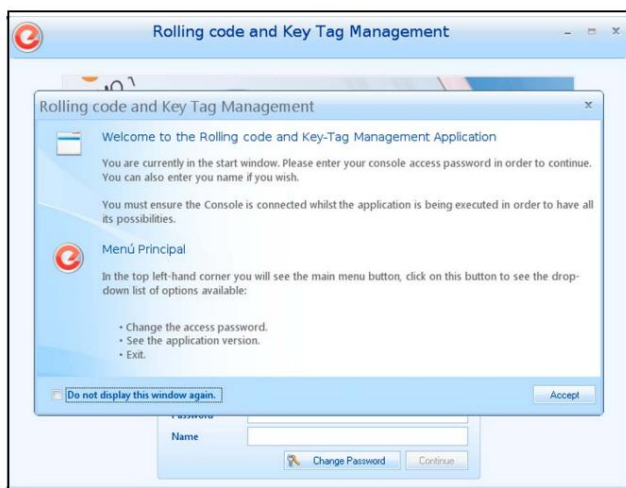 Rolling code and Key Tag Management
Rolling code and Key Tag Management
Welcome to the Rolling code and Key-Tag Management Application
You are currently in the start window. Please enter your console access password in order to continue.
You can also enter you name if you wish.
You must ensure the Console is connected whilst the application is being executed in order to have all
its possibilities.
Menú Principal
In the top left-hand corner you will see the main menu button, click on this button to see the drop-
down list of options available:
• Change the access password.
• See the application version.
• Exit.
Do not display this window again.
Accept
Password
Name
Change Password
Continue